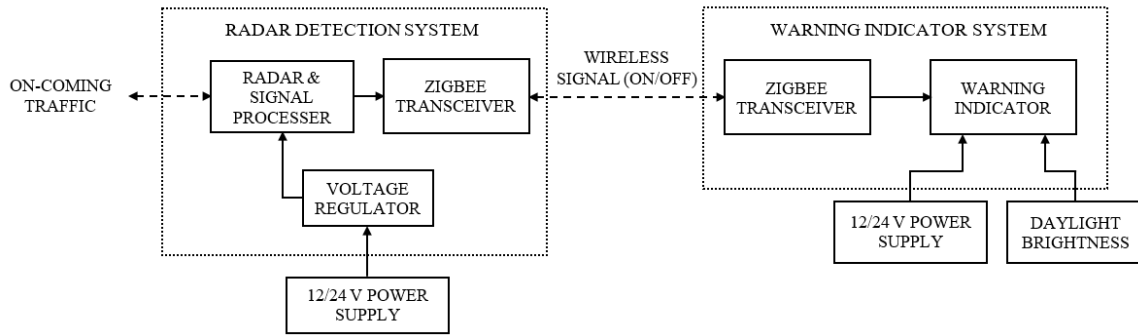 RADAR DETECTION SYSTEM
WARNING INDICATOR SYSTEM
ON-COMING
TRAFFIC
RADAR &
SIGNAL
PROCESSER
ZIGBEE
TRANSCEIVER
WIRELESS
SIGNAL (ON/OFF)
ZIGBEE
TRANSCEIVER
WARNING
INDICATOR
VOLTAGE
REGULATOR
12/24 V POWER
SUPPLY
DAYLIGHT
BRIGHTNESS
12/24 V POWER
SUPPLY